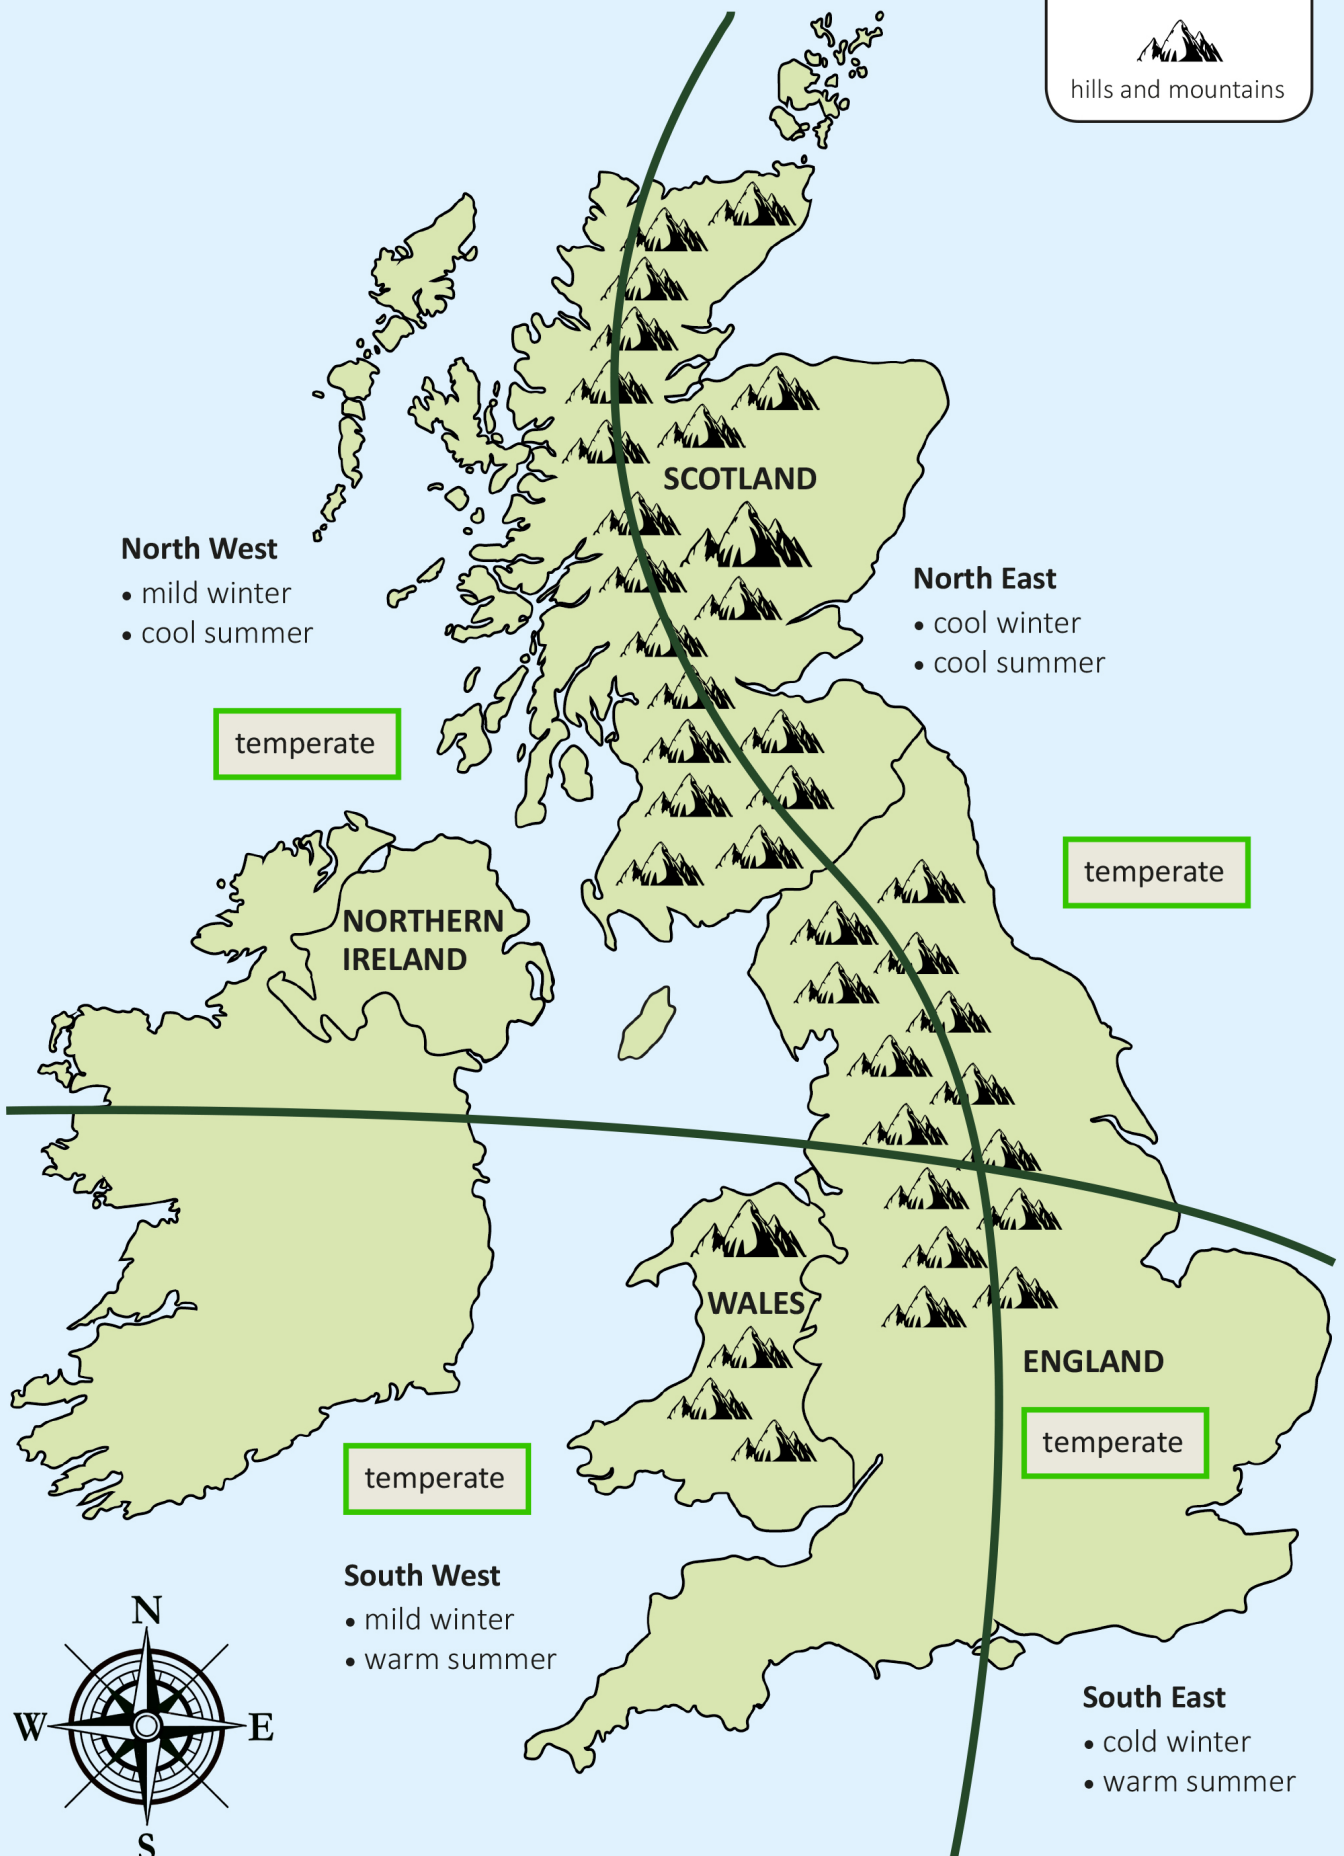 hills and mountains
SCOTLAND
North West
• mild winter
• cool summer
North East
• cool winter
• cool summer
temperate
temperate
NORTHERN
IRELAND
WALES
ENGLAND
temperate
temperate
South West
• mild winter
• warm summer
N
W
E
S
South East
• cold winter
• warm summer